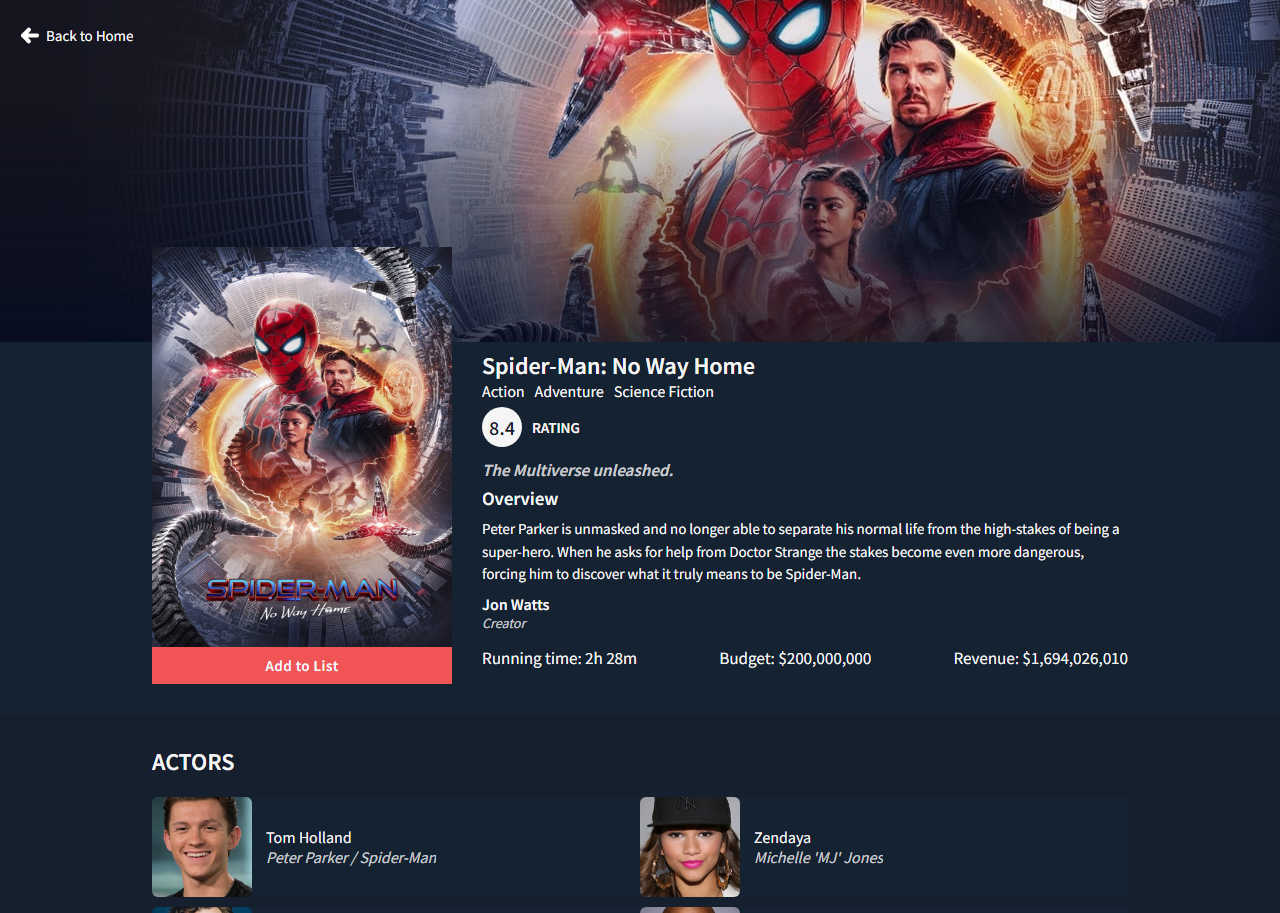 Back to Home
SPIDER-MAN
No Way Home
Add to List
Spider-Man: No Way Home
Action Adventure Science Fiction
8.4 RATING
The Multiverse unleashed.
Overview
Peter Parker is unmasked and no longer able to separate his normal life from the high-stakes of being a
super-hero. When he asks for help from Doctor Strange the stakes become even more dangerous,
forcing him to discover what it truly means to be Spider-Man.
Jon Watts
Creator
Running time: 2h 28m Budget: $200,000,000 Revenue: $1,694,026,010
ACTORS
Tom Holland
Peter Parker / Spider-Man
Zendaya
Michelle 'MJ' Jones